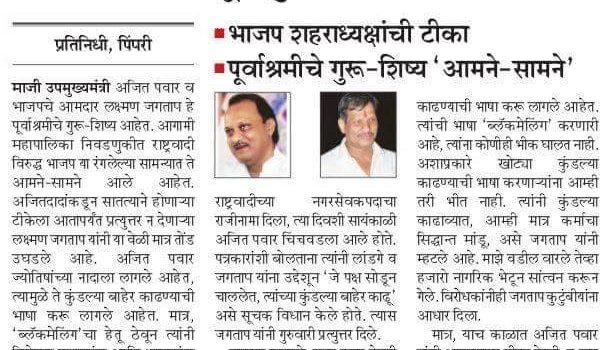 ■ भाजप शहराध्यक्षांची टीका
■ पूर्वाश्रमीचे गुरू-शिष्य ‘आमने-सामने’
प्रतिनिधी, पिंपरी
माजी उपमुख्यमंत्री अजित पवार व
भाजपचे आमदार लक्ष्मण जगताप हे
पूर्वाश्रमीचे गुरू-शिष्य आहेत. आगामी
महापालिका निवडणुकीत राष्ट्रवादी
विरुद्ध भाजप या रंगलेल्या सामन्यात ते
आमने-सामने आले आहेत.
अजितदादांकडून सातत्याने होणाऱ्या
टीकेला आतापर्यंत प्रत्युत्तर न देणाऱ्या
लक्ष्मण जगताप यांनी या वेळी मात्र तोंड
उघडले आहे. अजित पवार
ज्योतिषांच्या नादाला लागले आहेत,
त्यामुळे ते कुंडल्या बाहेर काढण्याची
भाषा करू लागले आहेत. मात्र,
‘ब्लॅकमेलिंग’चा हेतू ठेवून त्यांनी
राष्ट्रवादीच्या नगरसेवकपदाचा
राजीनामा दिला, त्या दिवशी सायंकाळी
अजित पवार चिंचवडला आले होते.
पत्रकारांशी बोलताना त्यांनी लांडगे व
जगताप यांना उद्देशून ‘जे पक्ष सोडून
चाललेत, त्यांच्या कुंडल्या बाहेर काढू’
असे सूचक विधान केले होते. त्यास
जगताप यांनी गुरुवारी प्रत्युत्तर दिले.
काढण्याची भाषा करू लागले आहेत.
त्यांची भाषा ‘ब्लॅकमेलिंग’ करणारी
आहे, त्यांना कोणीही भीक घालत नाही.
अशाप्रकारे खोट्या कुंडल्या
काढण्याची भाषा करणाऱ्यांना आम्ही
तरी भीत नाही. त्यांनी कुंडल्या
काढाव्यात, आम्ही मात्र कर्माचा
सिद्धान्त मांडू, असे जगताप यांनी
म्हटले आहे. माझे वडील वारले तेव्हा
हजारो नागरिक भेटून सांत्वन करून
गेले. विरोधकांनीही जगताप कुटुंबीयांना
आधार दिला.
मात्र, याच काळात अजित पवार